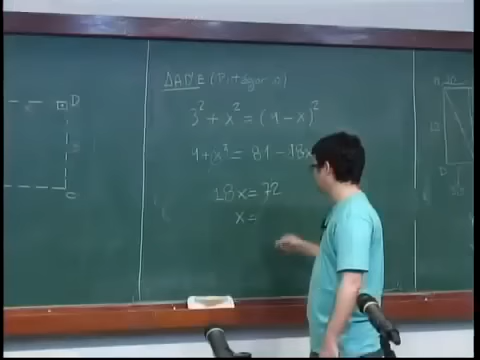 ΔADE (Pitágoras)
3² + x² = (9 - x)²
9 + x² = 81 - 18x
18x = 72
x =
D
C
D